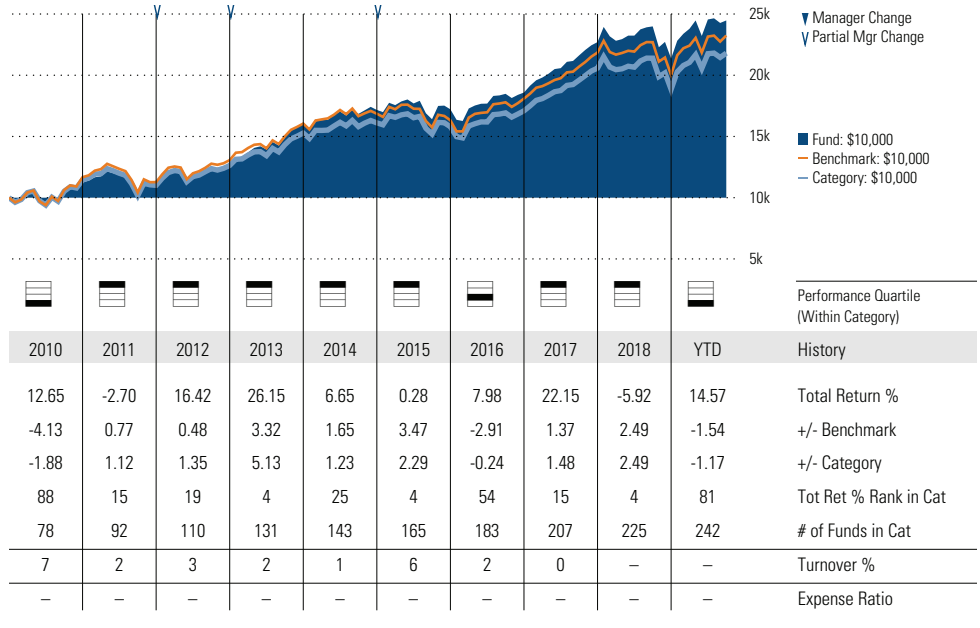 25k
▼ Manager Change
∨ Partial Mgr Change
20k
15k
Fund: $10,000
Benchmark: $10,000
Category: $10,000
10k
5k
Performance Quartile
(Within Category)
2010 2011 2012 2013 2014 2015 2016 2017 2018 YTD History
12.65 -2.70 16.42 26.15 6.65 0.28 7.98 22.15 -5.92 14.57 Total Return %
-4.13 0.77 0.48 3.32 1.65 3.47 -2.91 1.37 2.49 -1.54 +/- Benchmark
-1.88 1.12 1.35 5.13 1.23 2.29 -0.24 1.48 2.49 -1.17 +/- Category
88 15 19 4 25 4 54 15 4 81 Tot Ret % Rank in Cat
78 92 110 131 143 165 183 207 225 242 # of Funds in Cat
7 2 3 2 1 6 2 0 – – Turnover %
– – – – – – – – – – Expense Ratio